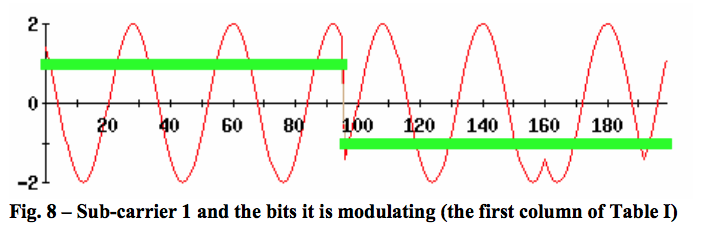 2
0
20 40 60 80 100 120 140 160 180
-2
Fig. 8 – Sub-carrier 1 and the bits it is modulating (the first column of Table I)